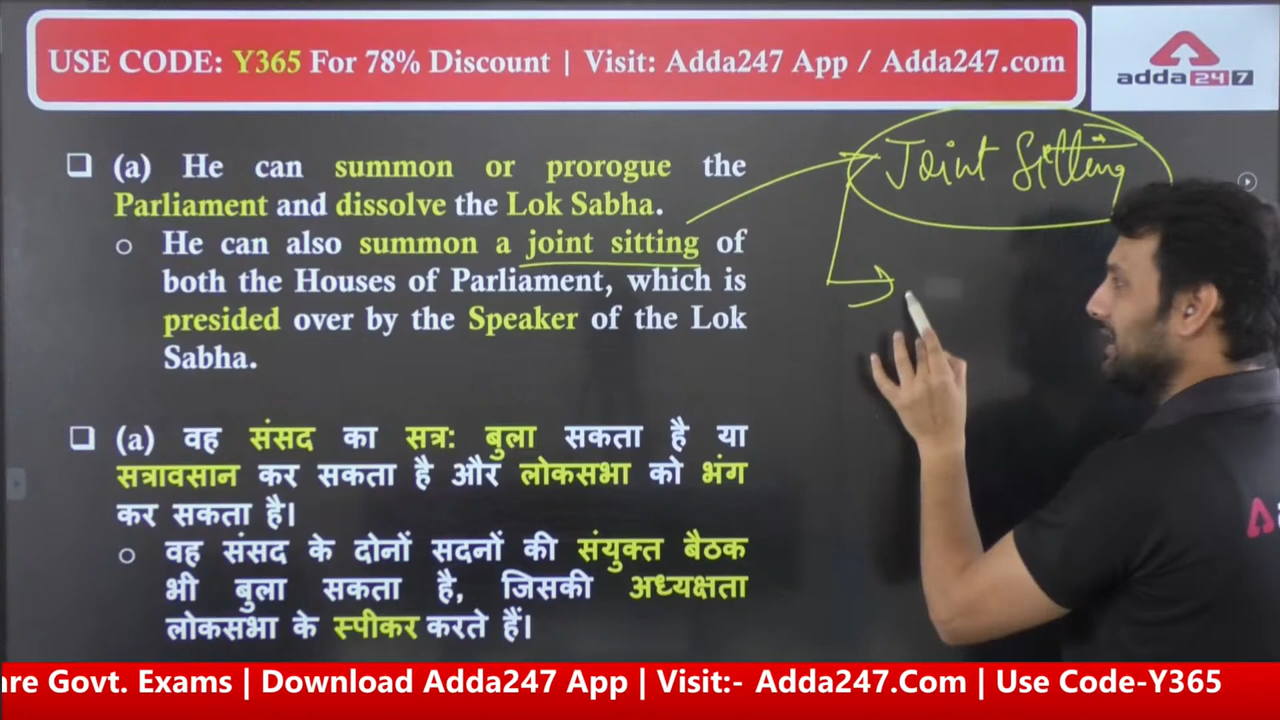 USE CODE: Y365 For 78% Discount | Visit: Adda247 App / Adda247.com
adda247
(a) He can summon or prorogue the
Parliament and dissolve the Lok Sabha.
He can also summon a joint sitting of
both the Houses of Parliament, which is
presided over by the Speaker of the Lok
Sabha.
Joint Sitting
(a) वह संसद का सत्र: बुला सकता है या
सत्रावसान कर सकता है और लोकसभा को भंग
कर सकता है।
वह संसद के दोनों सदनों की संयुक्त बैठक
भी बुला सकता है, जिसकी अध्यक्षता
लोकसभा के स्पीकर करते हैं।
Govt. Exams | Download Adda247 App | Visit:- Adda247.Com | Use Code-Y365